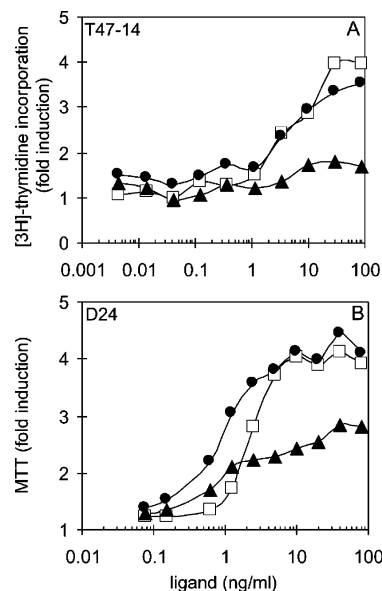 T47-14
A
[3H]-thymidine incorporation
(fold induction)
5
4
3
2
1
0
0.001 0.01 0.1 1 10 100
D24
B
MTT (fold induction)
5
4
3
2
1
0.01 0.1 1 10 100
ligand (ng/ml)